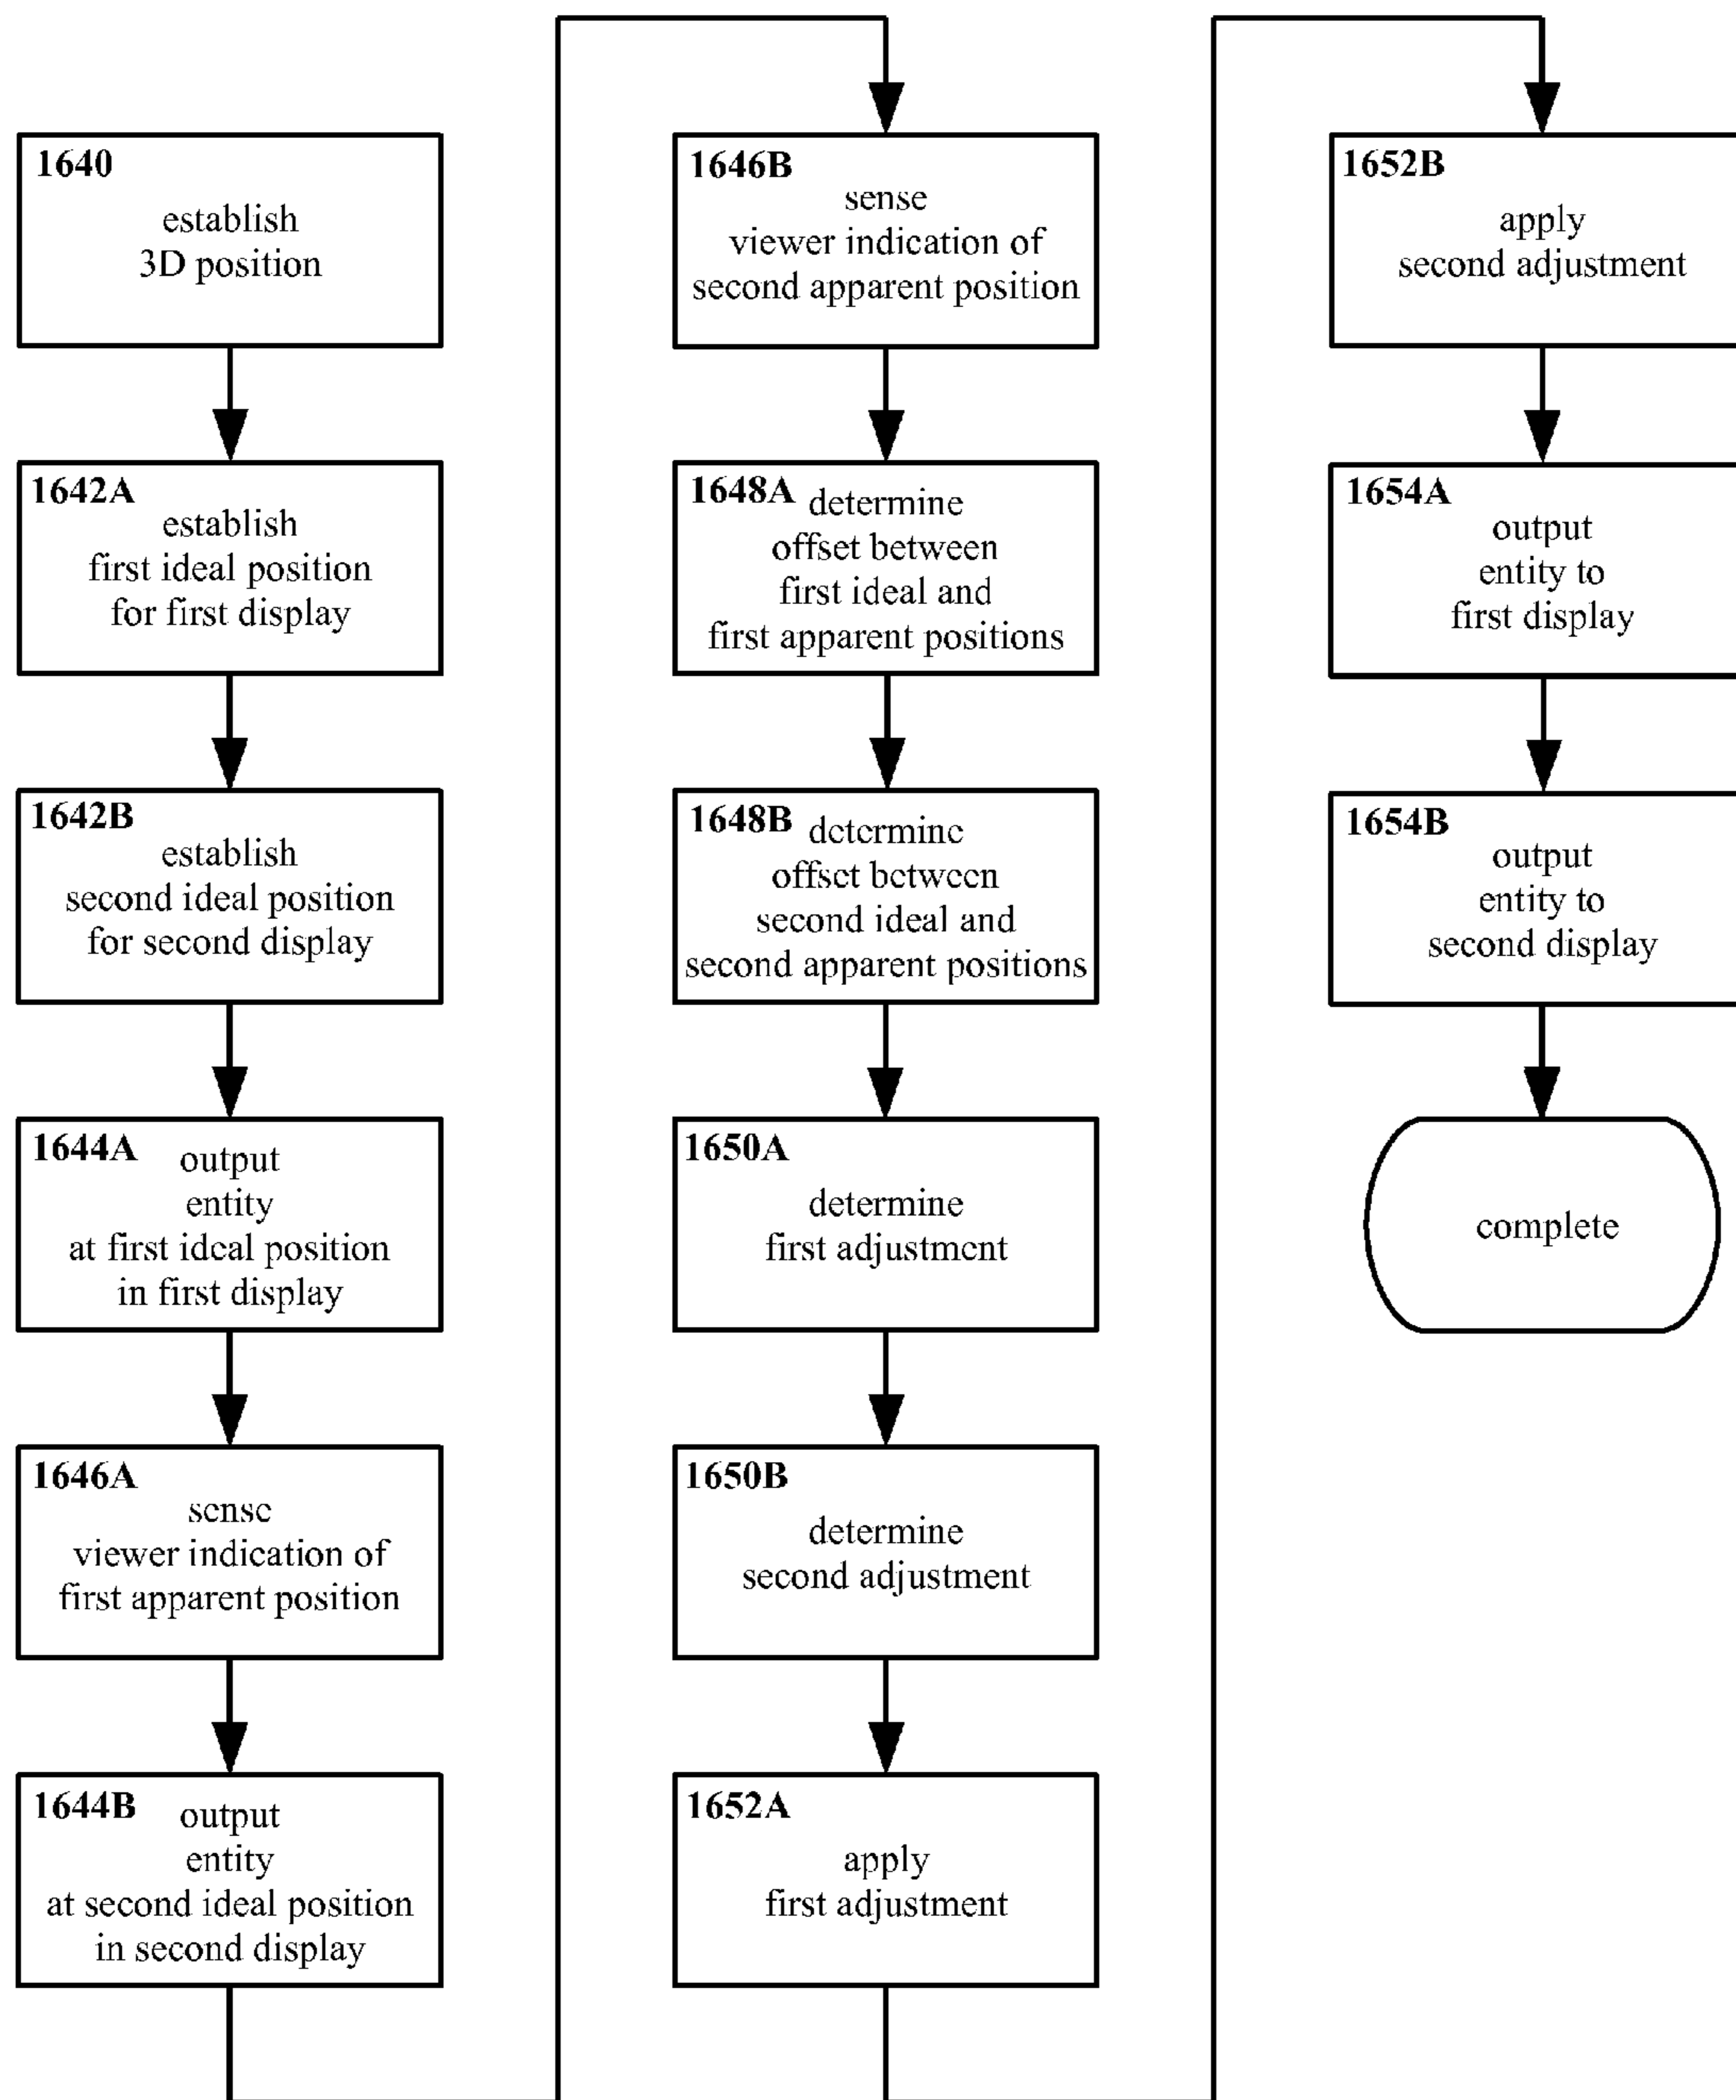 1640
establish
3D position
1642A
establish
first ideal position
for first display
1642B
establish
second ideal position
for second display
1644A
output
entity
at first ideal position
in first display
1646A
sense
viewer indication of
first apparent position
1644B
output
entity
at second ideal position
in second display
1646B
sense
viewer indication of
second apparent position
1648A
determine
offset between
first ideal and
first apparent positions
1648B
determine
offset between
second ideal and
second apparent positions
1650A
determine
first adjustment
1650B
determine
second adjustment
1652A
apply
first adjustment
1652B
apply
second adjustment
1654A
output
entity to
first display
1654B
output
entity to
second display
complete